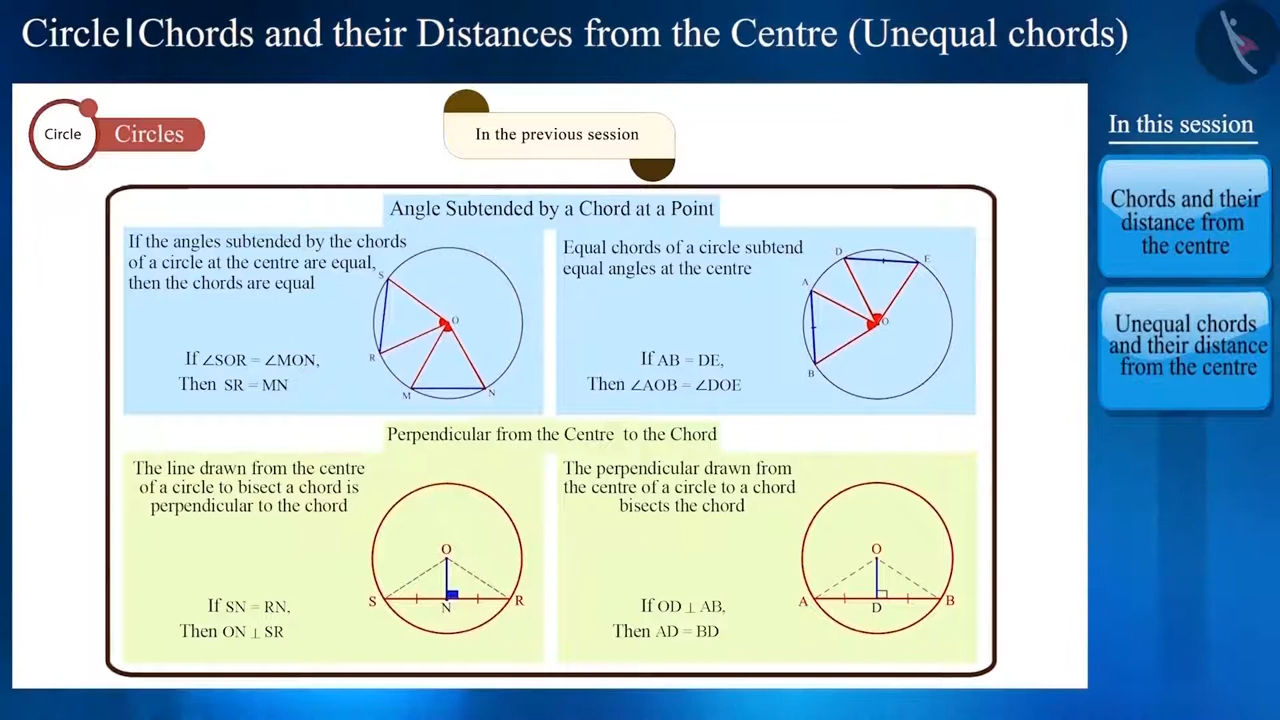 Circle|Chords and their Distances from the Centre (Unequal chords)
Circle
Circles
In the previous session
Angle Subtended by a Chord at a Point
If the angles subtended by the chords
of a circle at the centre are equal,
then the chords are equal
If ∠SOR = ∠MON,
Then SR = MN
S
O
R
M
N
Equal chords of a circle subtend
equal angles at the centre
If AB = DE,
Then ∠AOB = ∠DOE
D
E
A
O
B
Perpendicular from the Centre to the Chord
The line drawn from the centre
of a circle to bisect a chord is
perpendicular to the chord
If SN = RN,
Then ON ⊥ SR
O
S
N
R
The perpendicular drawn from
the centre of a circle to a chord
bisects the chord
If OD ⊥ AB,
Then AD = BD
O
A
D
B
In this session
Chords and their
distance from
the centre
Unequal chords
and their distance
from the centre